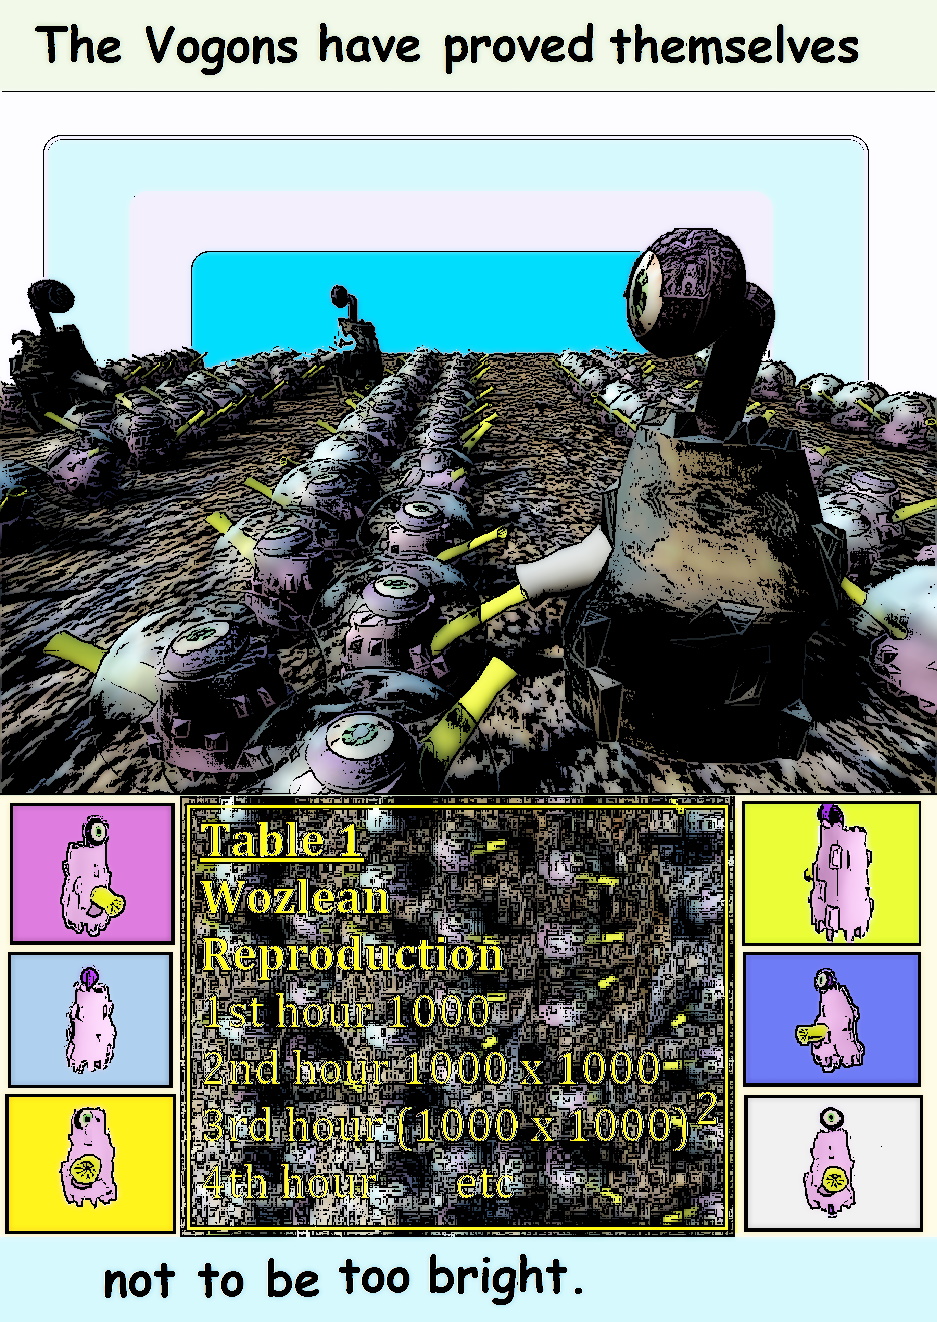 The Vogons have proved themselves
Table 1
Wozlean
Reproduction
1st hour 1000
2nd hour 1000 x 1000
3rd hour (1000 x 1000)²
4th hour etc
not to be too bright.